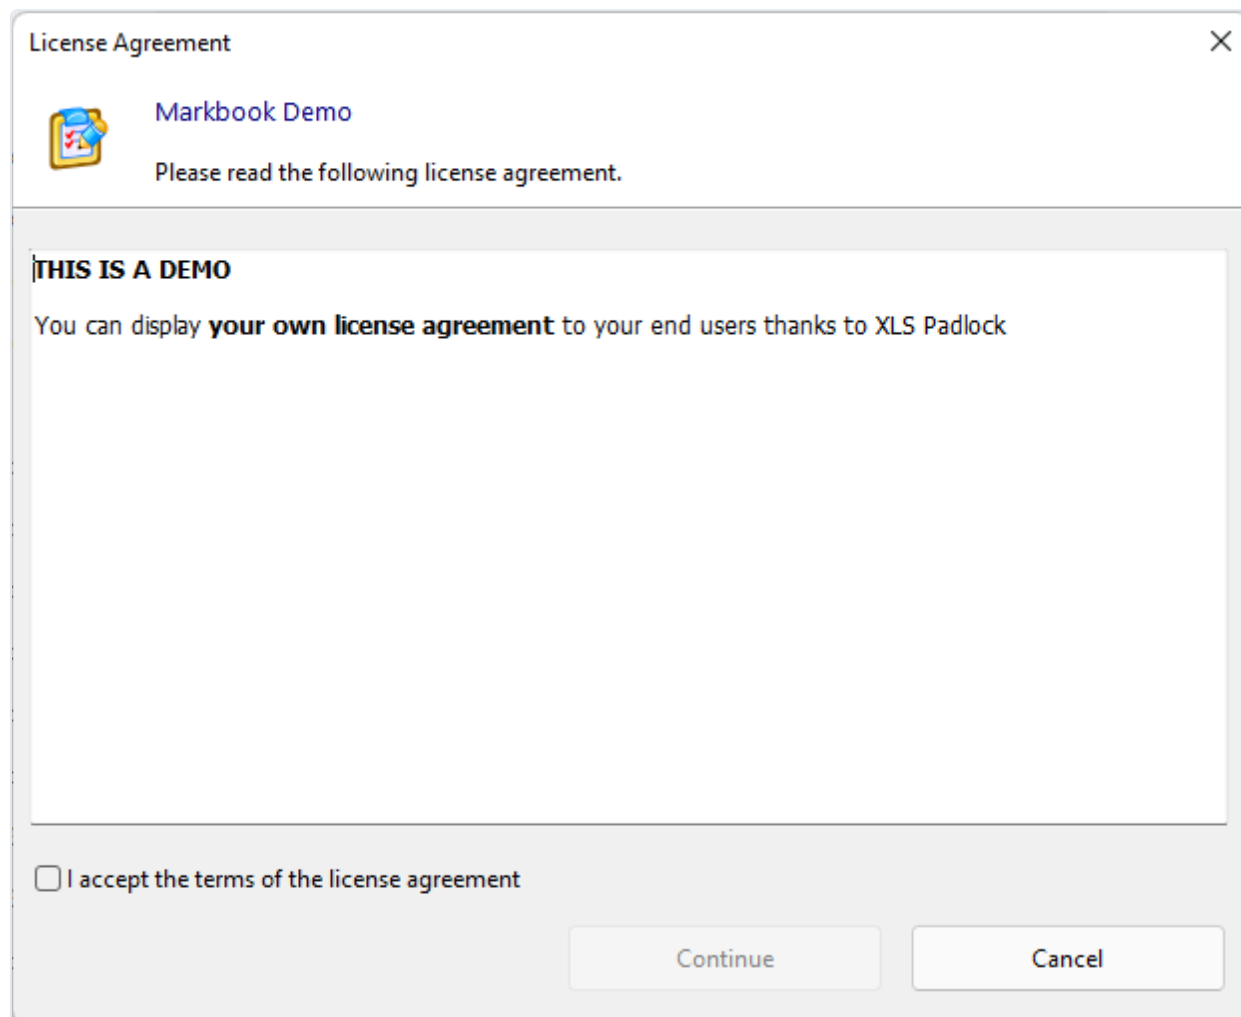 License Agreement
Markbook Demo
Please read the following license agreement.
THIS IS A DEMO
You can display your own license agreement to your end users thanks to XLS Padlock
I accept the terms of the license agreement
Continue
Cancel